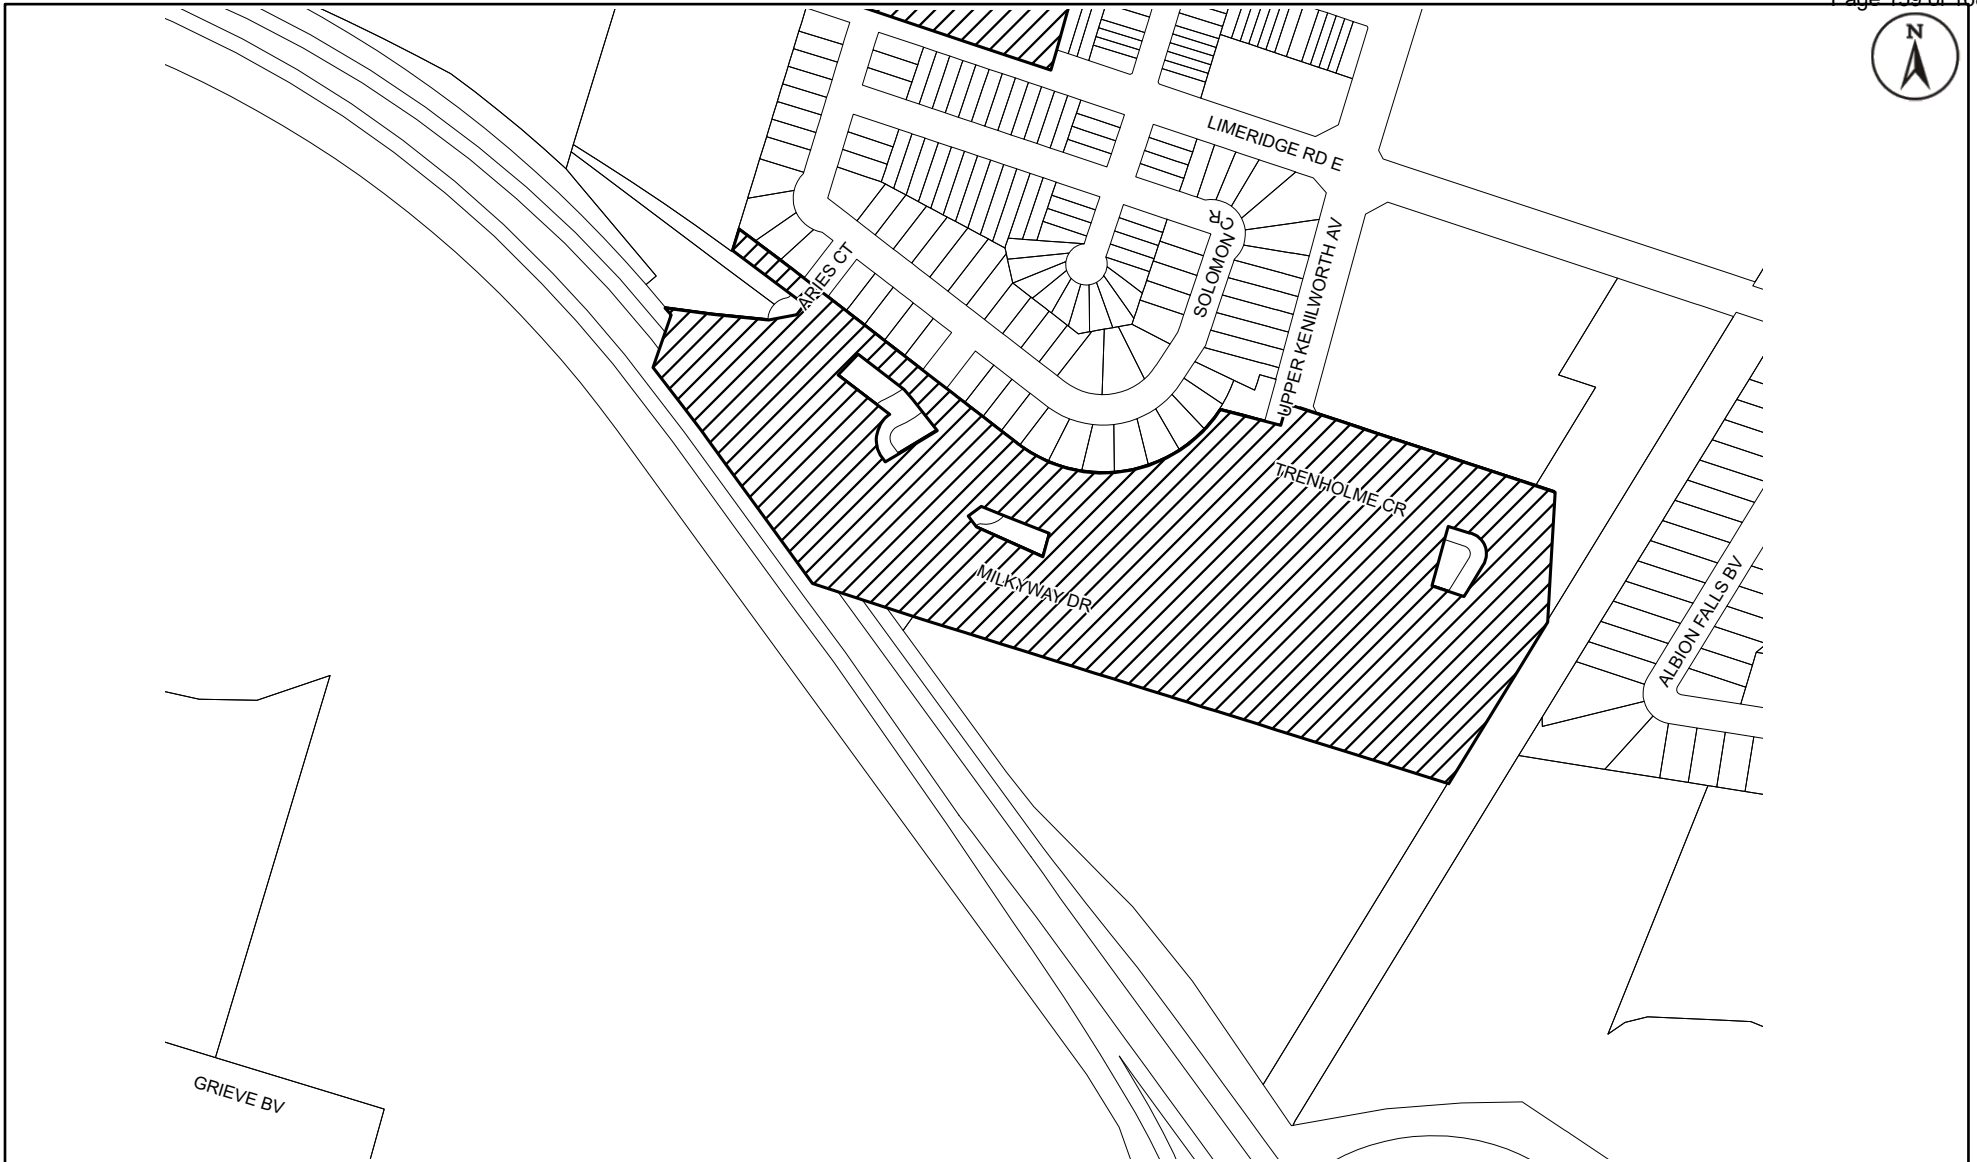 N
LIMERIDGE RD E
SOLOMON CR
UPPER KENILWORTH AV
ARIES CT
TRENHOLME CR
MILKYWAY DR
ALBION FALLS BV
GRIEVE BV